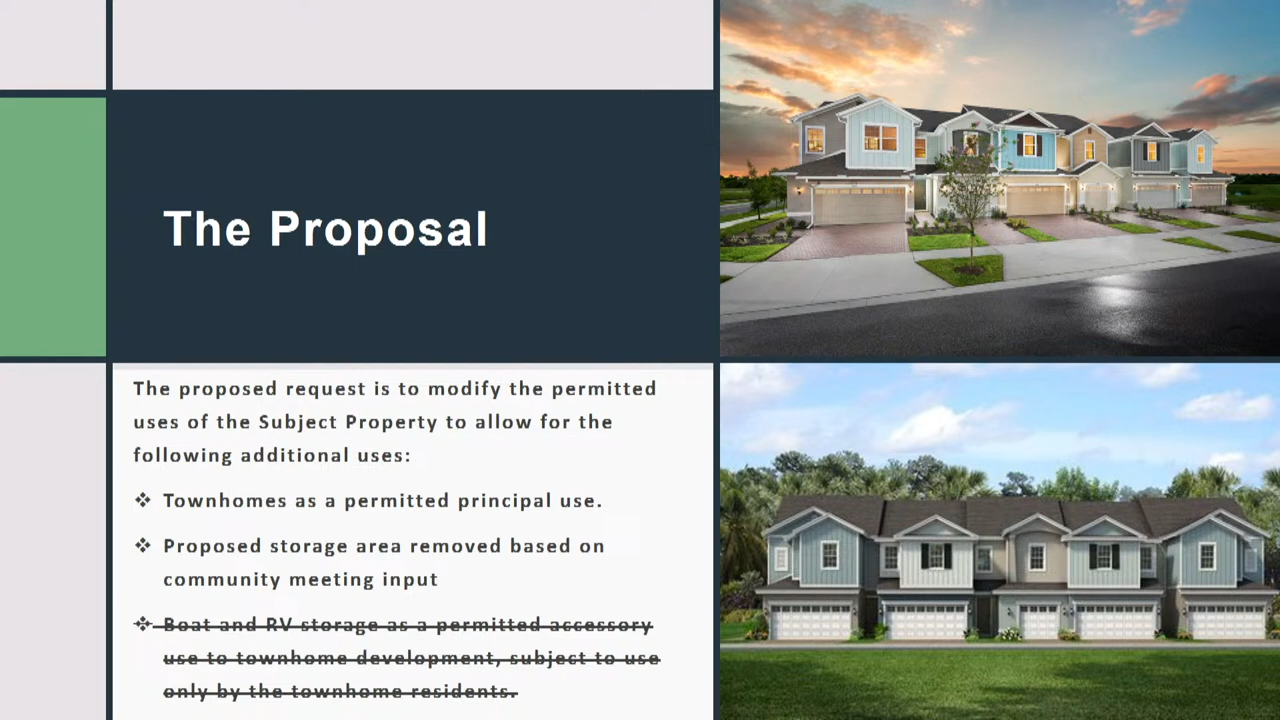 The Proposal
The proposed request is to modify the permitted
uses of the Subject Property to allow for the
following additional uses:
❖ Townhomes as a permitted principal use.
❖ Proposed storage area removed based on
community meeting input
❖ Boat and RV storage as a permitted accessory
use to townhome development, subject to use
only by the townhome residents.